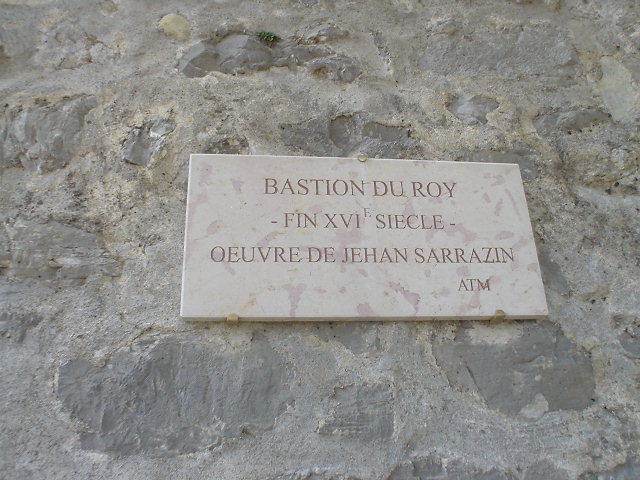 BASTION DU ROY
- FIN XVIE SIECLE -
OEUVRE DE JEHAN SARRAZIN
ATM